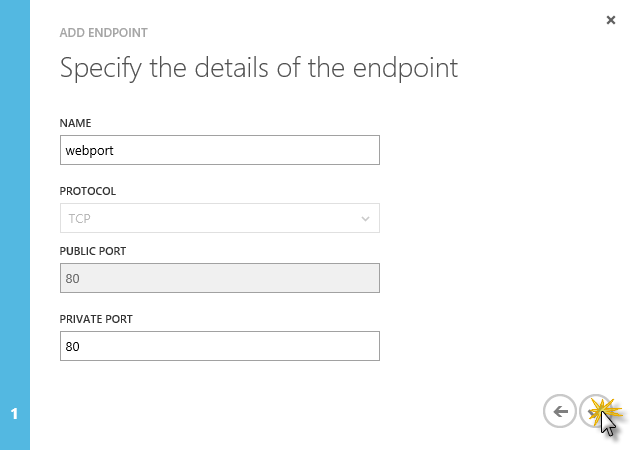 ADD ENDPOINT
Specify the details of the endpoint
NAME
webport
PROTOCOL
TCP
PUBLIC PORT
80
PRIVATE PORT
80
1